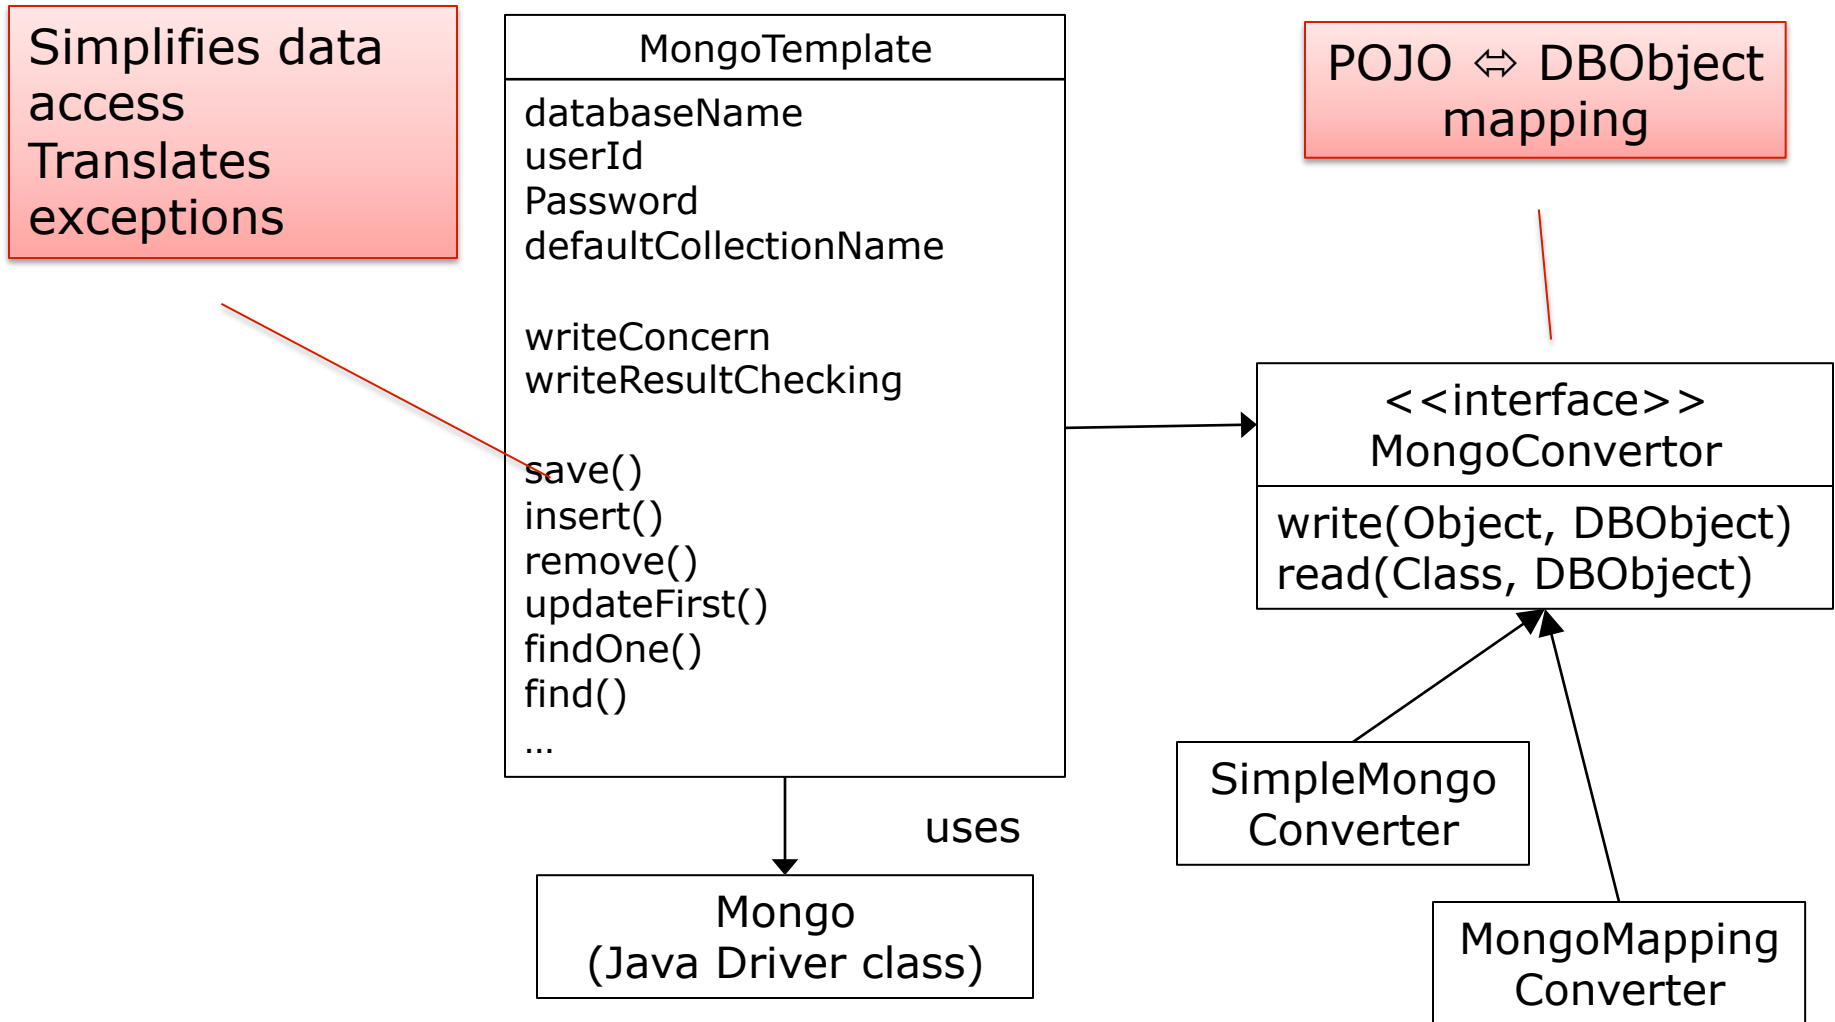 Simplifies data
access
Translates
exceptions
MongoTemplate
databaseName
userId
Password
defaultCollectionName
writeConcern
writeResultChecking
save()
insert()
remove()
updateFirst()
findOne()
find()
…
uses
Mongo
(Java Driver class)
POJO ⬄ DBObject
mapping
<<interface>>
MongoConvertor
write(Object, DBObject)
read(Class, DBObject)
SimpleMongo
Converter
MongoMapping
Converter